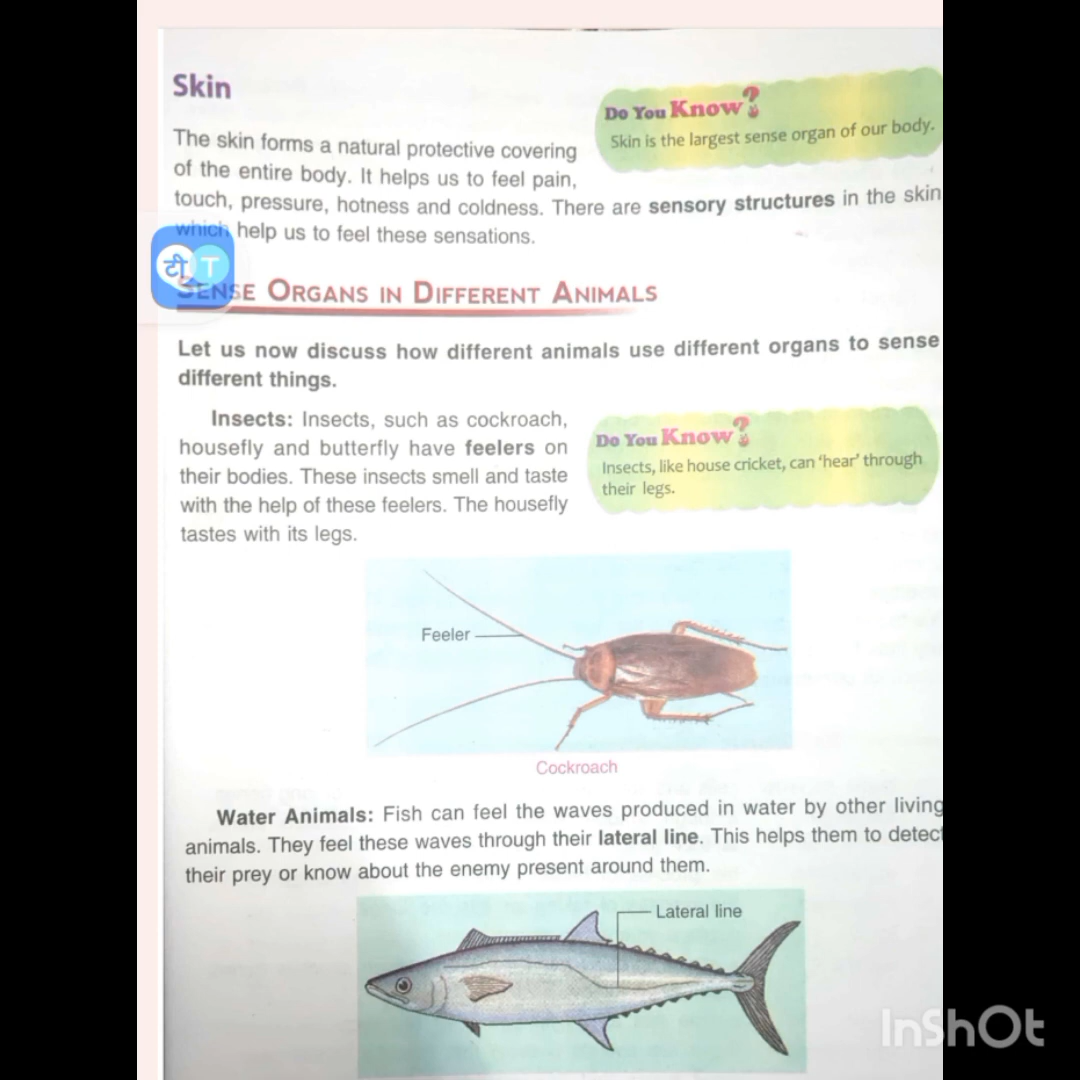 Skin
Do You Know?
Skin is the largest sense organ of our body.
The skin forms a natural protective covering
of the entire body. It helps us to feel pain,
touch, pressure, hotness and coldness. There are sensory structures in the skin
which help us to feel these sensations.
टी T
SENSE ORGANS IN DIFFERENT ANIMALS
Let us now discuss how different animals use different organs to sense
different things.
Insects: Insects, such as cockroach,
housefly and butterfly have feelers on
their bodies. These insects smell and taste
with the help of these feelers. The housefly
tastes with its legs.
Do You Know?
Insects, like house cricket, can 'hear' through
their legs.
Feeler
Cockroach
Water Animals: Fish can feel the waves produced in water by other living
animals. They feel these waves through their lateral line. This helps them to detect
their prey or know about the enemy present around them.
Lateral line
InShOt